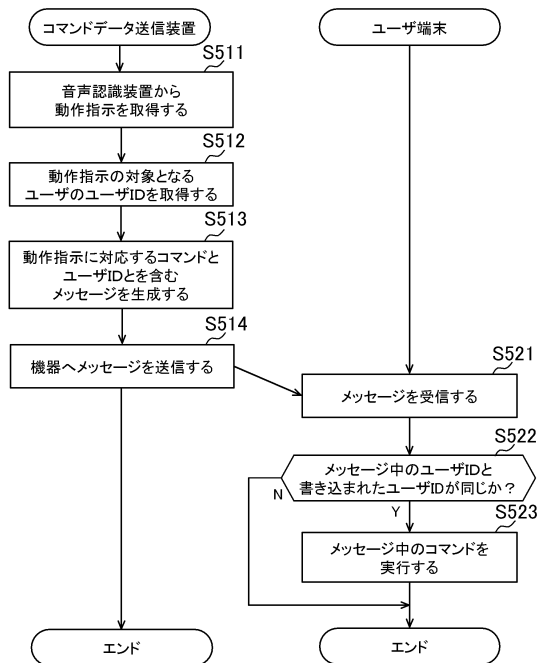 コマンドデータ送信装置
ユーザ端末
S511
音声認識装置から
動作指示を取得する
S512
動作指示の対象となる
ユーザのユーザIDを取得する
S513
動作指示に対応するコマンドと
ユーザIDとを含む
メッセージを生成する
S514
機器へメッセージを送信する
S521
メッセージを受信する
S522
メッセージ中のユーザIDと
書き込まれたユーザIDが同じか?
N
Y
S523
メッセージ中のコマンドを
実行する
エンド
エンド